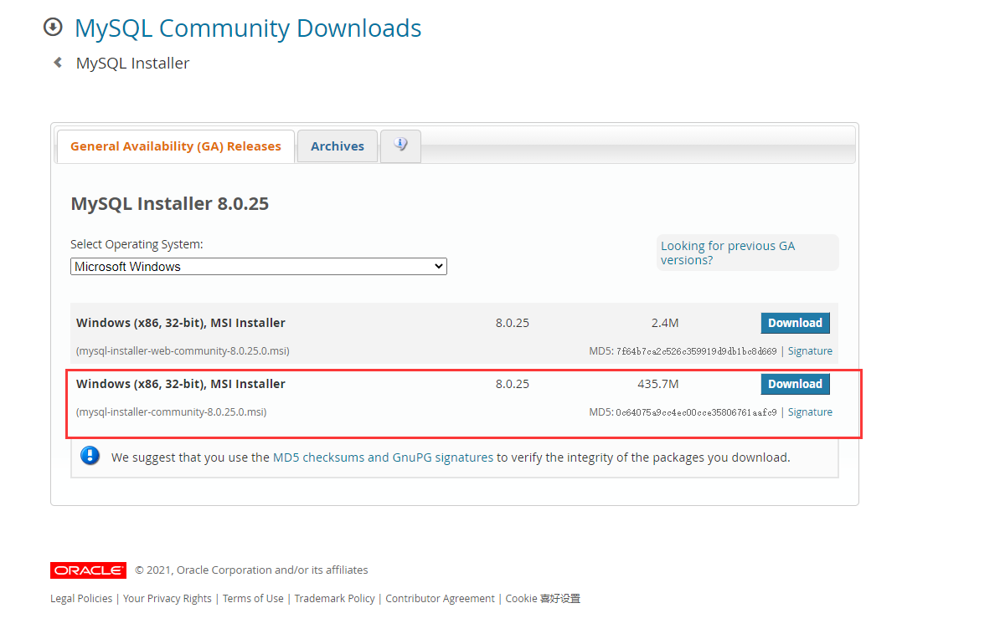 MySQL Community Downloads
MySQL Installer
General Availability (GA) Releases Archives
MySQL Installer 8.0.25
Select Operating System:
Microsoft Windows
Looking for previous GA
versions?
Windows (x86, 32-bit), MSI Installer 8.0.25 2.4M Download
(mysql-installer-web-community-8.0.25.0.msi) MD5: 7f64b7ca2c526c359919d9db1bc8d669 | Signature
Windows (x86, 32-bit), MSI Installer 8.0.25 435.7M Download
(mysql-installer-community-8.0.25.0.msi) MD5: 0c64075a9cc4ec00cce35806761aafc9 | Signature
We suggest that you use the MD5 checksums and GnuPG signatures to verify the integrity of the packages you download.
ORACLE © 2021, Oracle Corporation and/or its affiliates
Legal Policies | Your Privacy Rights | Terms of Use | Trademark Policy | Contributor Agreement | Cookie 喜好设置